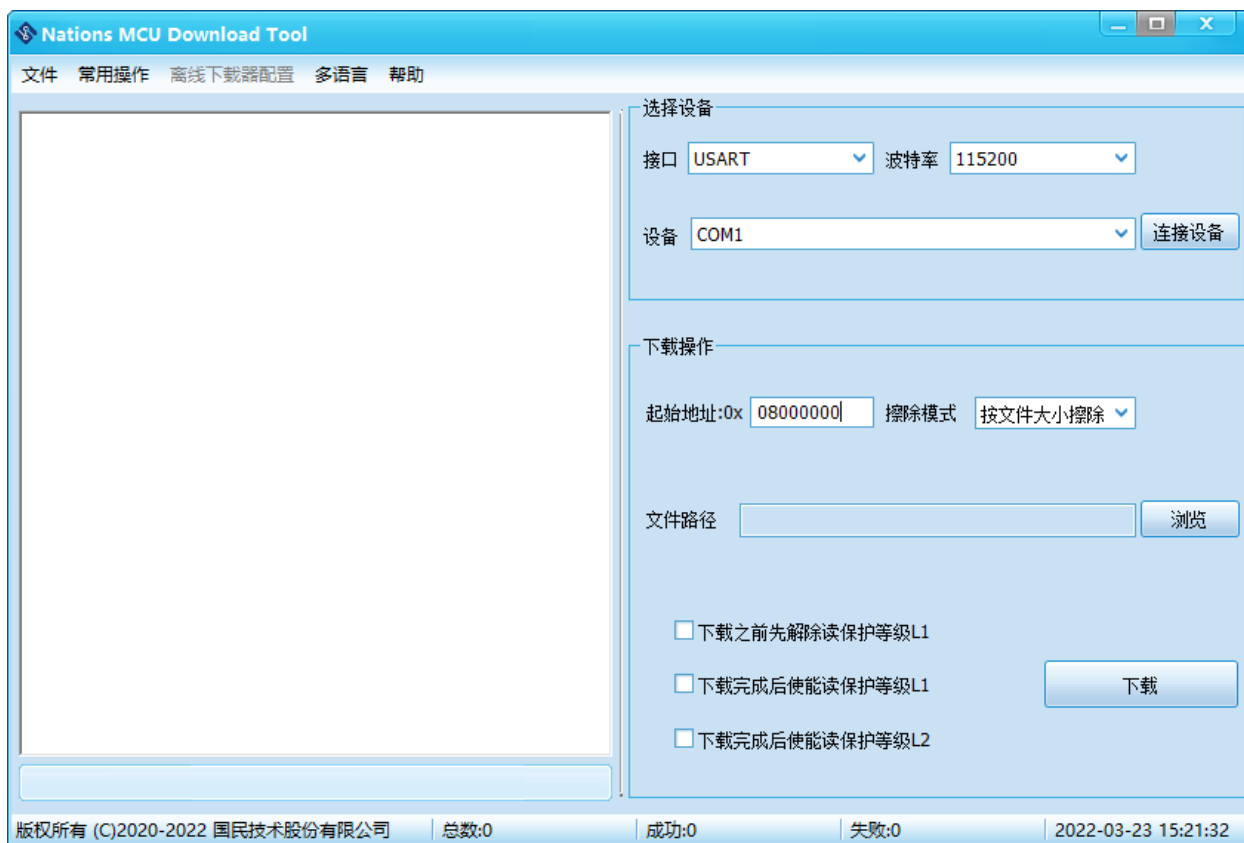 Nations MCU Download Tool
文件 常用操作 离线下载器配置 多语言 帮助
选择设备
接口 USART 波特率 115200
设备 COM1 连接设备
下载操作
起始地址:0x 08000000 擦除模式 按文件大小擦除
文件路径 浏览
下载之前先解除读保护等级L1
下载完成后使能读保护等级L1
下载
下载完成后使能读保护等级L2
版权所有 (C)2020-2022 国民技术股份有限公司 总数:0 成功:0 失败:0 2022-03-23 15:21:32